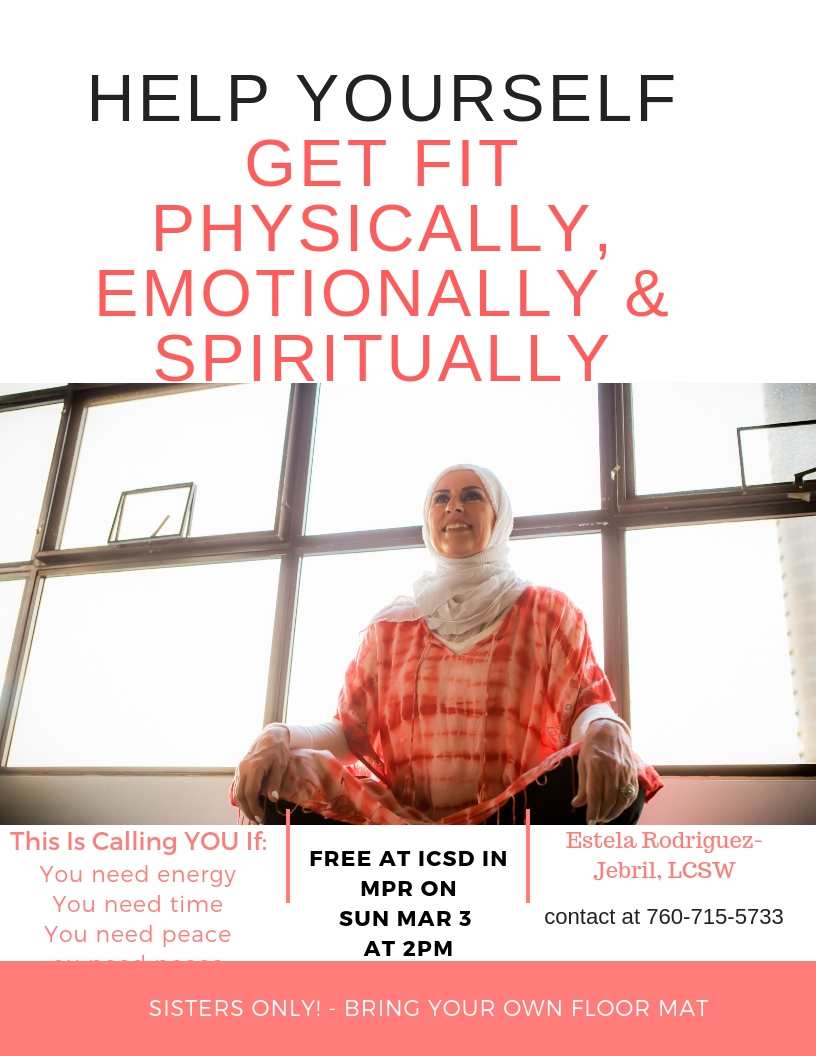 HELP YOURSELF
GET FIT
PHYSICALLY,
EMOTIONALLY &
SPIRITUALLY
This Is Calling YOU If:
You need energy
You need time
You need peace
FREE AT ICSD IN
MPR ON
SUN MAR 3
AT 2PM
Estela Rodriguez-
Jebril, LCSW
contact at 760-715-5733
SISTERS ONLY! - BRING YOUR OWN FLOOR MAT